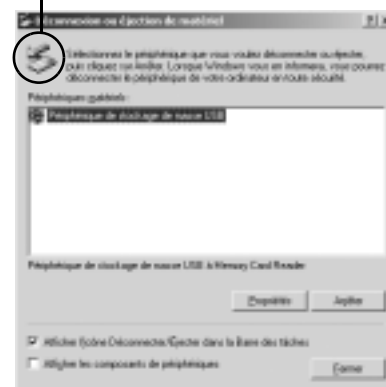 Déconnexion ou éjection de matériel
Sélectionnez le périphérique que vous voulez déconnecter ou éjecter,
puis cliquez sur Arrêter. Lorsque Windows vous en informera, vous pourrez
déconnecter le périphérique de votre ordinateur en toute sécurité.
Périphériques matériels :
Périphérique de stockage de masse USB
Périphérique de stockage de masse USB à Memory Card Reader
Propriétés Arrêter
Afficher l'icône Déconnecter/Éjecter dans la Barre des tâches
Afficher les composants de périphériques
Fermer